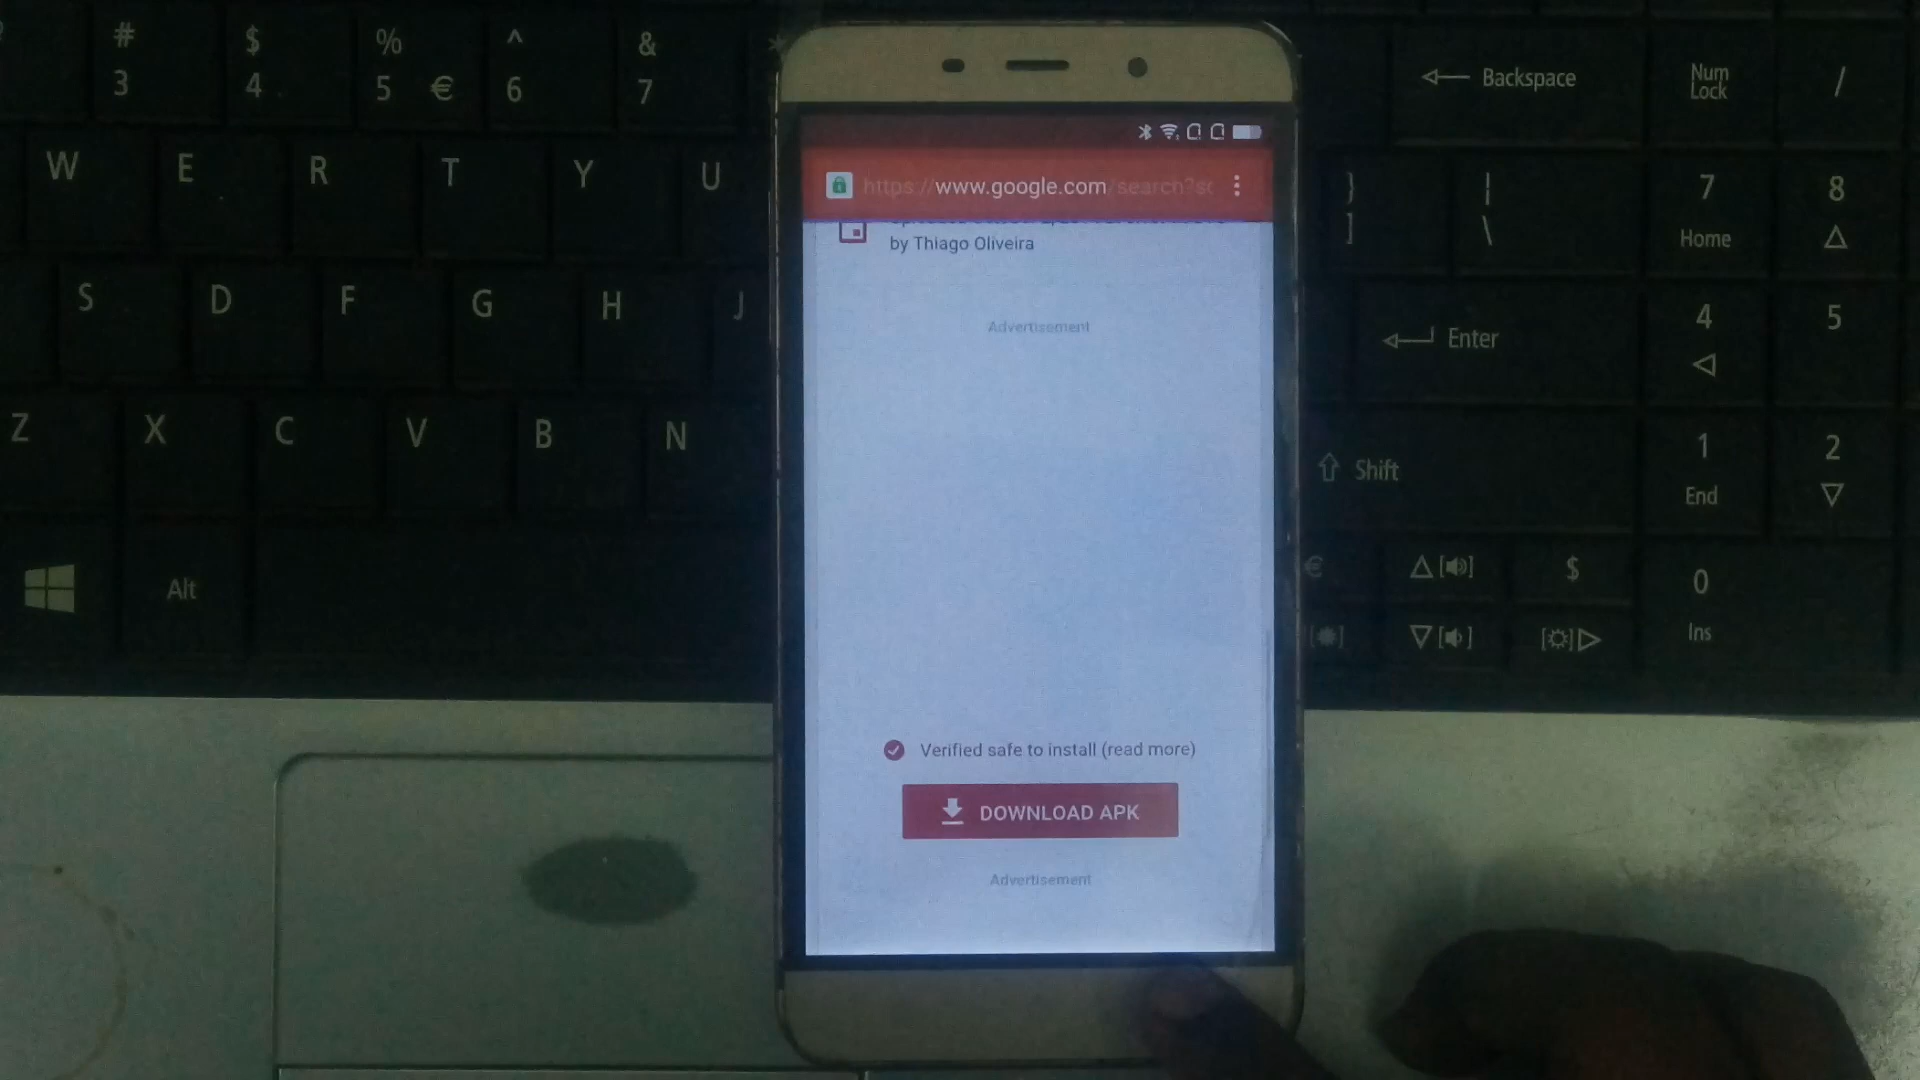 #
3
$
4
%
5 €
^
6
&
7
*
Backspace
Num
Lock
/
W
E
R
T
Y
U
}
]
|
\
7
Home
8
https://www.google.com/search?sc
by Thiago Oliveira
Advertisement
S
D
F
G
H
J
Enter
4
5
Z
X
C
V
B
N
Shift
1
End
2
Alt
€
$
0
Ins
Verified safe to install (read more)
DOWNLOAD APK
Advertisement